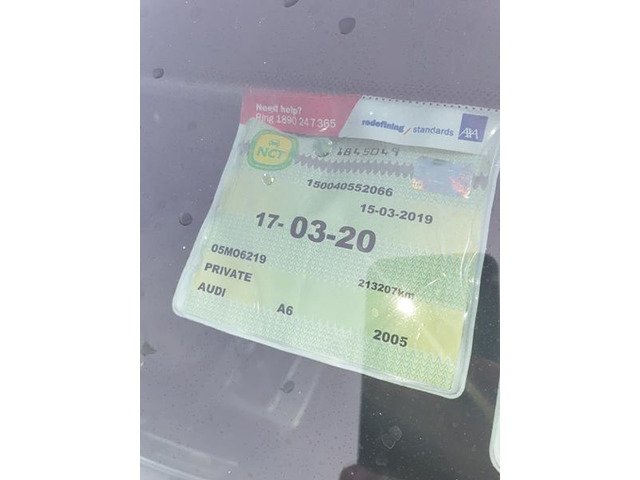 Need help?
Ring 1890 247 365
redefining / standards AXA
NCT
1845049
150040552066
15-03-2019
17-03-20
05MO6219
PRIVATE
213207km
AUDI
A6
2005